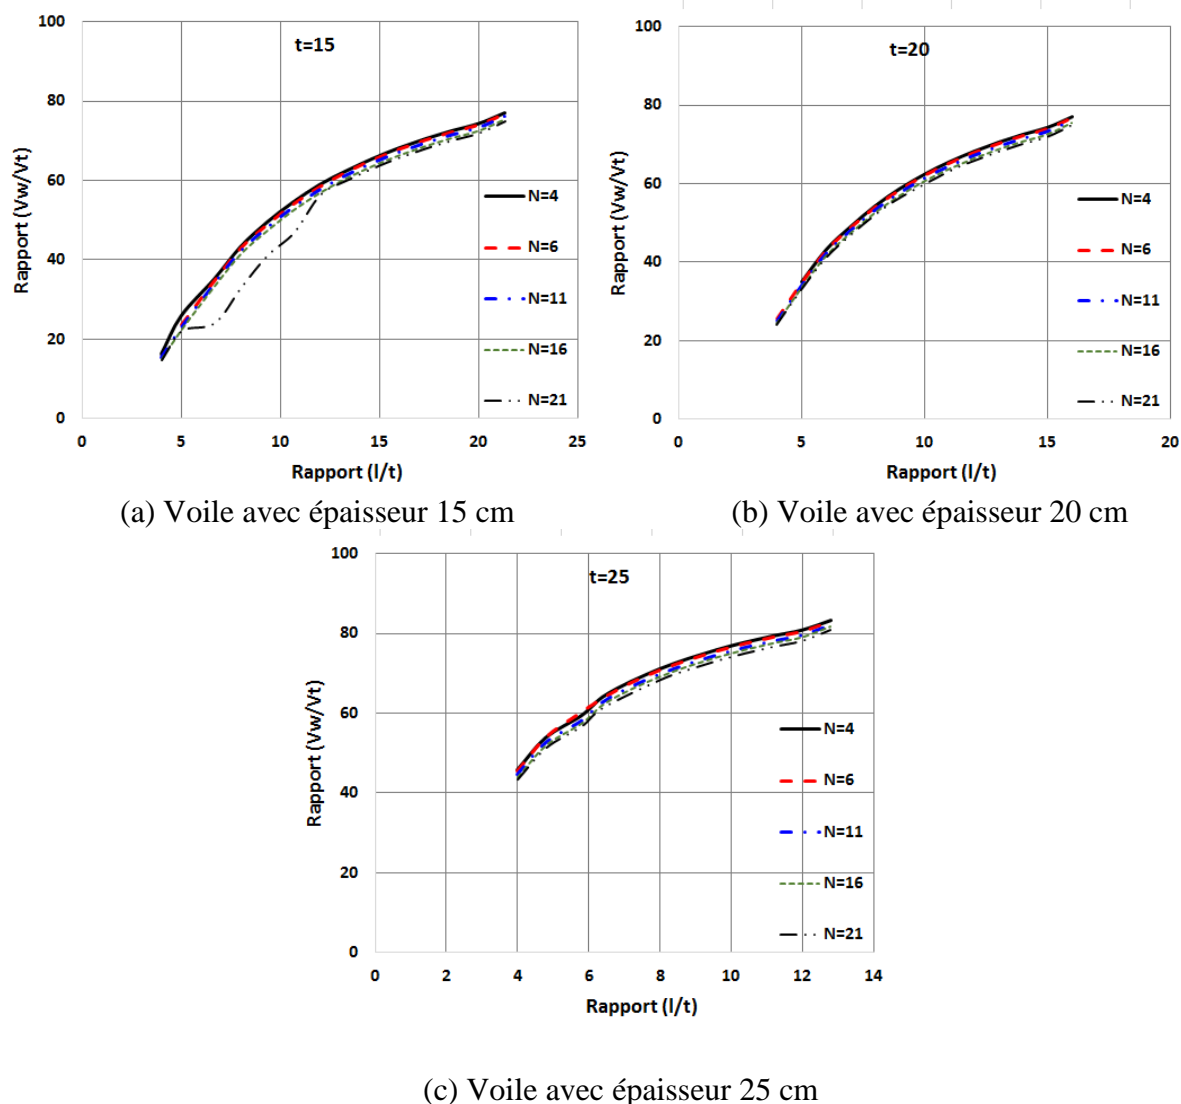 t=15
Rapport (Vw/Vt)
100
80
60
40
20
0
0 5 10 15 20 25
Rapport (l/t)
N=4
N=6
N=11
N=16
N=21
(a) Voile avec épaisseur 15 cm
t=20
Rapport (Vw/Vt)
100
80
60
40
20
0
0 5 10 15 20
Rapport (l/t)
N=4
N=6
N=11
N=16
N=21
(b) Voile avec épaisseur 20 cm
t=25
Rapport (Vw/Vt)
100
80
60
40
20
0
0 2 4 6 8 10 12 14
Rapport (l/t)
N=4
N=6
N=11
N=16
N=21
(c) Voile avec épaisseur 25 cm